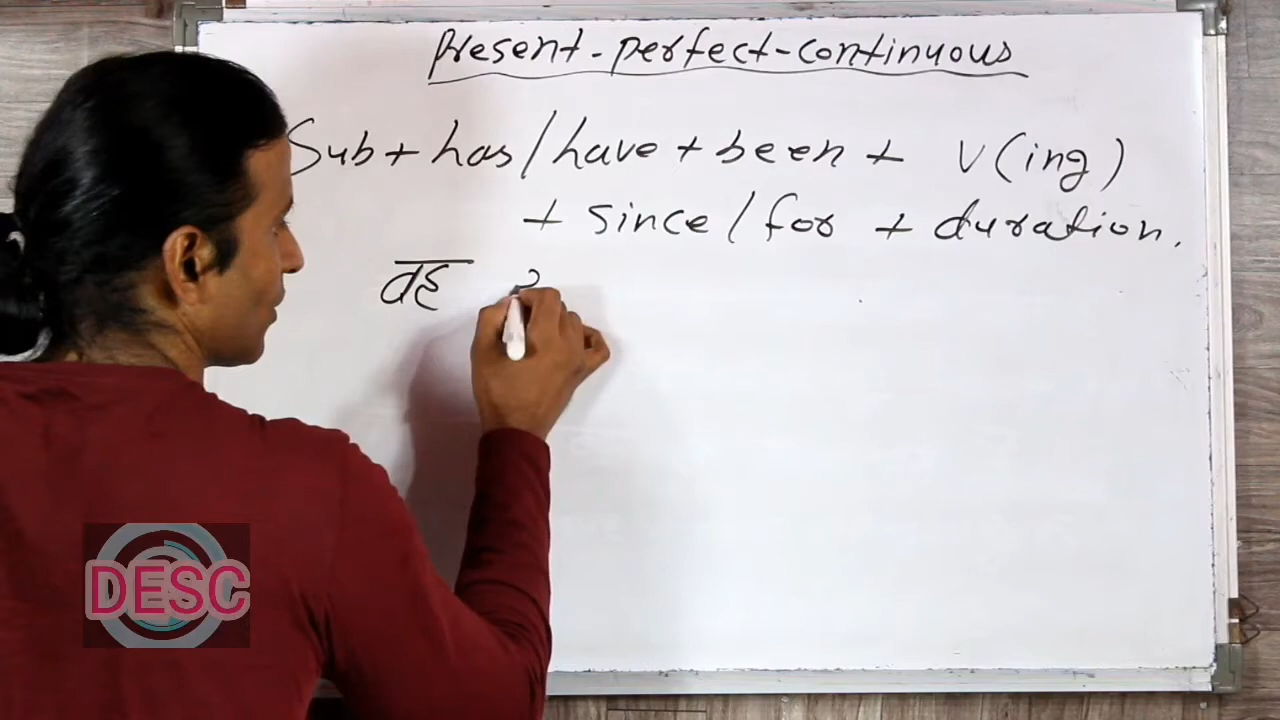 Present-perfect-continuous
Sub + has/have + been + v(ing)
+ since/for + duration.
वह
DESC